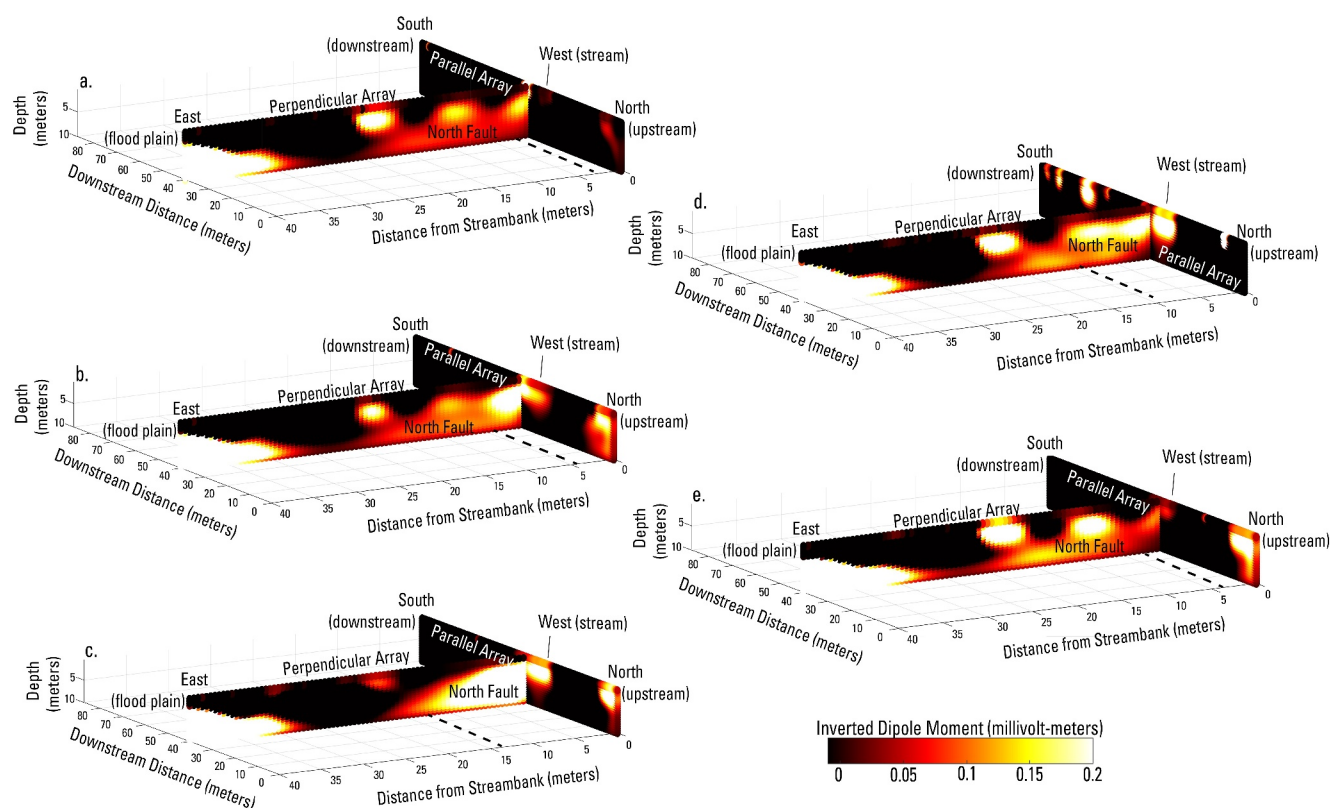 a.
South
(downstream)
Parallel Array
West (stream)
Perpendicular Array
East
(flood plain)
North
(upstream)
North Fault
Depth
(meters)
5
10
80
70
60
50
40
30
20
10
0
Downstream Distance (meters)
40
35
30
25
20
15
10
5
0
Distance from Streambank (meters)
b.
South
(downstream)
Parallel Array
West (stream)
Perpendicular Array
East
(flood plain)
North
(upstream)
North Fault
Depth
(meters)
5
10
80
70
60
50
40
30
20
10
0
Downstream Distance (meters)
40
35
30
25
20
15
10
5
0
Distance from Streambank (meters)
c.
South
(downstream)
Parallel Array
West (stream)
Perpendicular Array
East
(flood plain)
North
(upstream)
North Fault
Depth
(meters)
5
10
80
70
60
50
40
30
20
10
0
Downstream Distance (meters)
40
35
30
25
20
15
10
5
0
Distance from Streambank (meters)
d.
South
(downstream)
West (stream)
Perpendicular Array
East
(flood plain)
North
(upstream)
North Fault
Parallel Array
Depth
(meters)
5
10
80
70
60
50
40
30
20
10
0
Downstream Distance (meters)
40
35
30
25
20
15
10
5
0
Distance from Streambank (meters)
e.
South
(downstream)
Parallel Array
West (stream)
Perpendicular Array
East
(flood plain)
North
(upstream)
North Fault
Depth
(meters)
5
10
80
70
60
50
40
30
20
10
0
Downstream Distance (meters)
40
35
30
25
20
15
10
5
0
Distance from Streambank (meters)
Inverted Dipole Moment (millivolt-meters)
0 0.05 0.1 0.15 0.2